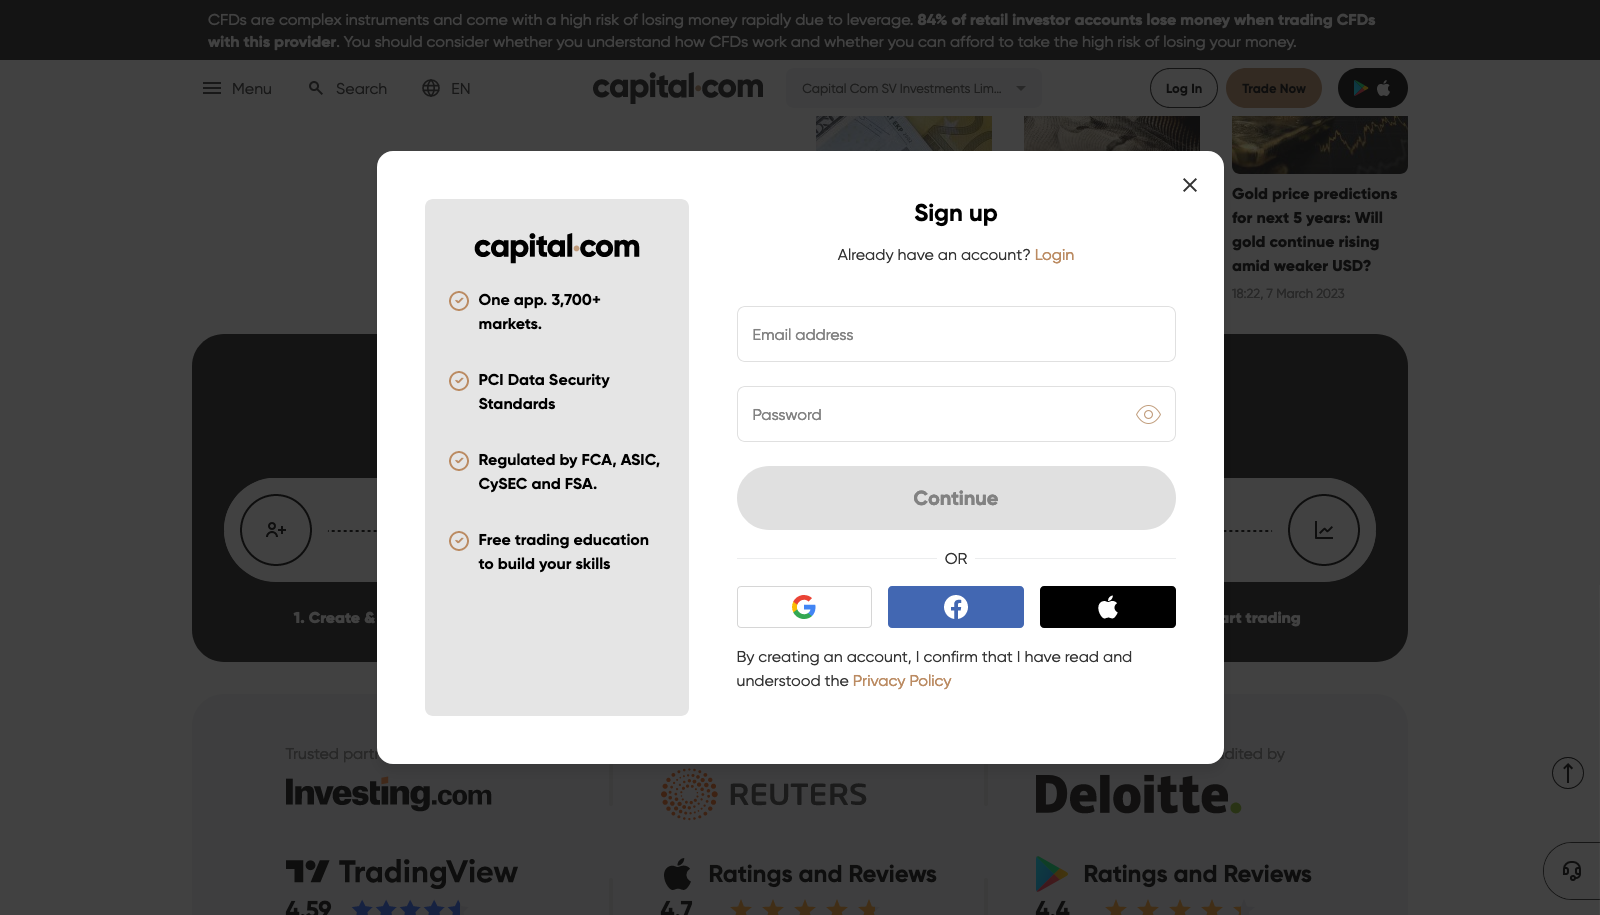 CFDs are complex instruments and come with a high risk of losing money rapidly due to leverage. 84% of retail investor accounts lose money when trading CFDs
with this provider. You should consider whether you understand how CFDs work and whether you can afford to take the high risk of losing your money.
Menu
Search
EN
capital.com
Capital Com SV Investments Lim...
Log In
Trade Now
Gold price predictions
for next 5 years: Will
gold continue rising
amid weaker USD?
18:22, 7 March 2023
capital.com
One app. 3,700+
markets.
PCI Data Security
Standards
Regulated by FCA, ASIC,
CySEC and FSA.
Free trading education
to build your skills
Sign up
Already have an account? Login
Email address
Password
Continue
OR
By creating an account, I confirm that I have read and
understood the Privacy Policy
1. Create &
trading
Trusted
by
Investing.com
REUTERS
Deloitte.
TradingView
Ratings and Reviews
Ratings and Reviews
4.59
4.7
4.4